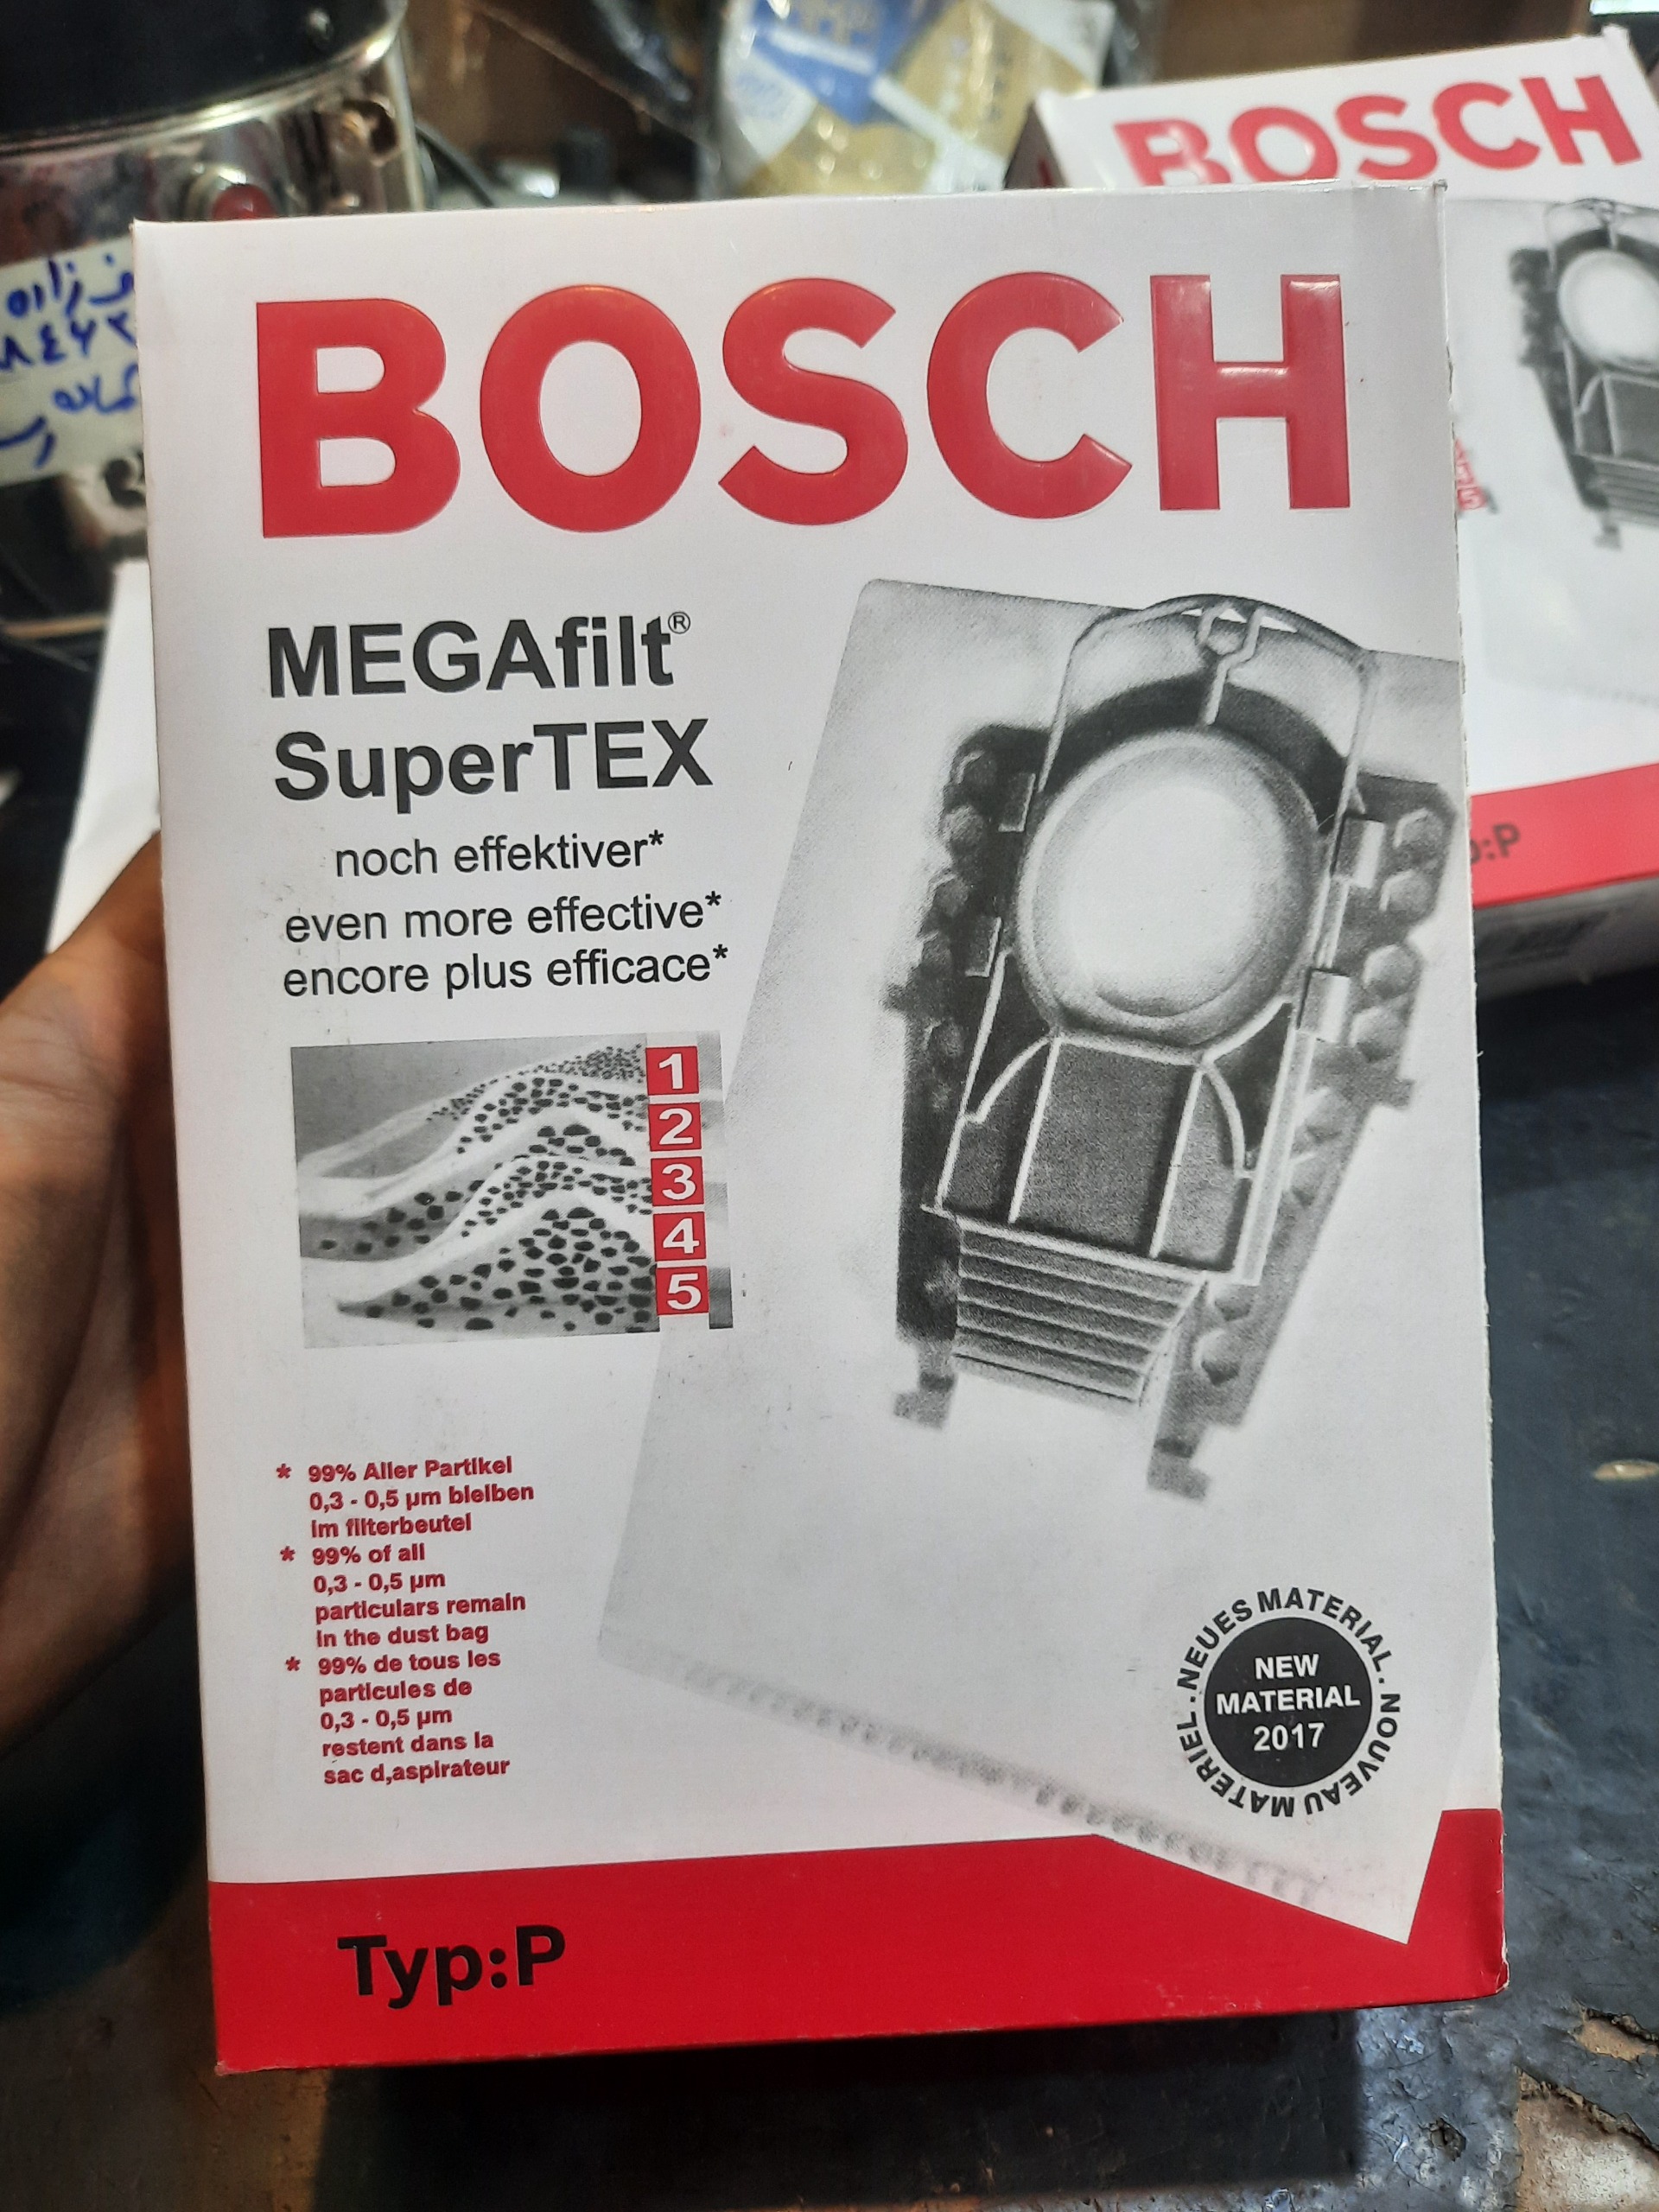 BOSCH
BOSCH
MEGAfilt®
SuperTEX
noch effektiver*
even more effective*
encore plus efficace*
1
2
3
4
5
* 99% Aller Partikel
0,3 - 0,5 µm bleiben
im filterbeutel
* 99% of all
0,3 - 0,5 µm
particulars remain
in the dust bag
* 99% de tous les
particules de
0,3 - 0,5 µm
restent dans la
sac d,aspirateur
NEUES MATERIAL . NOUVEAU MATERIEL .
NEW
MATERIAL
2017
Typ:P
:P